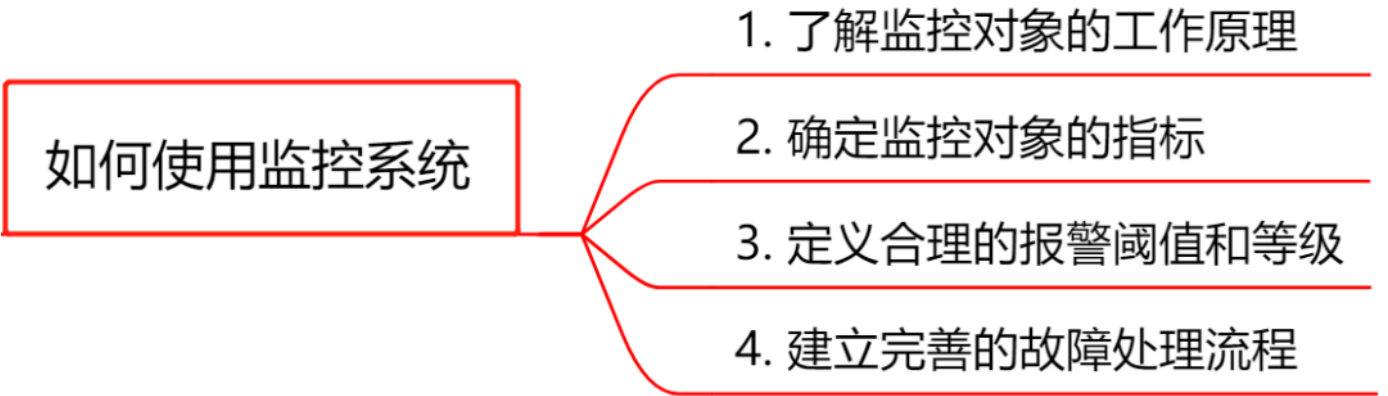 如何使用监控系统
1. 了解监控对象的工作原理
2. 确定监控对象的指标
3. 定义合理的报警阈值和等级
4. 建立完善的故障处理流程